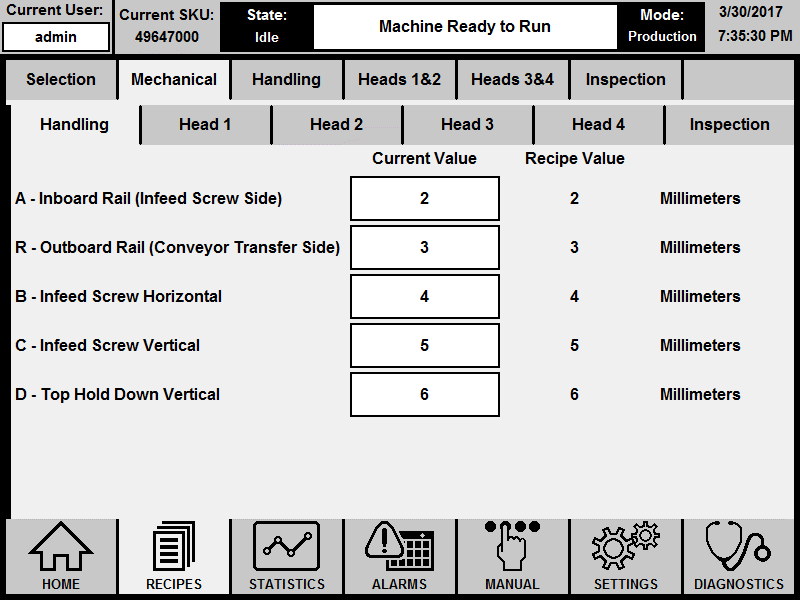 Current User:
admin
Current SKU:
49647000
State:
Idle
Machine Ready to Run
Mode:
Production
3/30/2017
7:35:30 PM
Selection Mechanical Handling Heads 1&2 Heads 3&4 Inspection
Handling Head 1 Head 2 Head 3 Head 4 Inspection
Current Value Recipe Value
A - Inboard Rail (Infeed Screw Side) 2 2 Millimeters
R - Outboard Rail (Conveyor Transfer Side) 3 3 Millimeters
B - Infeed Screw Horizontal 4 4 Millimeters
C - Infeed Screw Vertical 5 5 Millimeters
D - Top Hold Down Vertical 6 6 Millimeters
HOME RECIPES STATISTICS ALARMS MANUAL SETTINGS DIAGNOSTICS